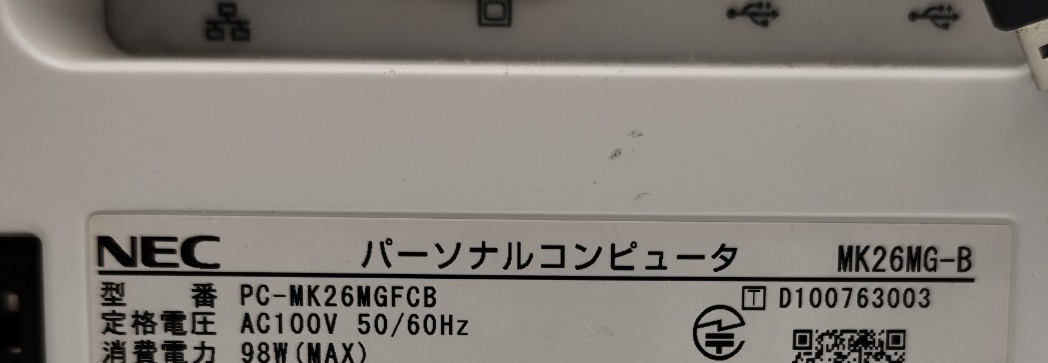 NEC パーソナルコンピュータ MK26MG-B
型番 PC-MK26MGFCB T D100763003
定格電圧 AC100V 50/60Hz
消費電力 98W(MAX)